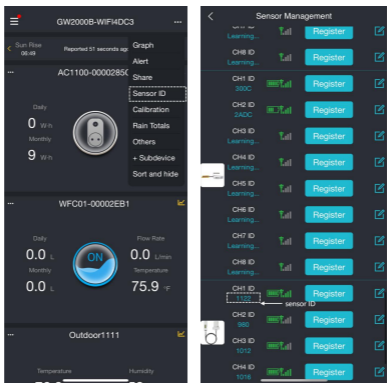 GW2000B-WIFI4DC3
...
Sun Rise
06:49
Reported 51 seconds ago
Graph
Alert
Share
Sensor ID
Calibration
Rain Totals
Others
+ Subdevice
Sort and hide
AC1100-0000285C
Daily
0 W·h
Monthly
9 W·h
WFC01-00002EB1
Daily
0.0 L
Monthly
0.0 L
ON
Flow Rate
0.0 L/min
Temperature
75.9 °F
Outdoor1111
Temperature
Humidity
Sensor Management
Learning...
Register
CH8 ID
Learning...
Register
CH1 ID
500C
Register
CH2 ID
2ADC
Register
CH3 ID
Learning...
Register
CH4 ID
Learning...
Register
CH5 ID
Learning...
Register
CH6 ID
Learning...
Register
CH7 ID
Learning...
Register
CH8 ID
Learning...
Register
CH1 ID
1122
Register
sensor ID
CH2 ID
980
Register
CH3 ID
1012
Register
CH4 ID
1016
Register